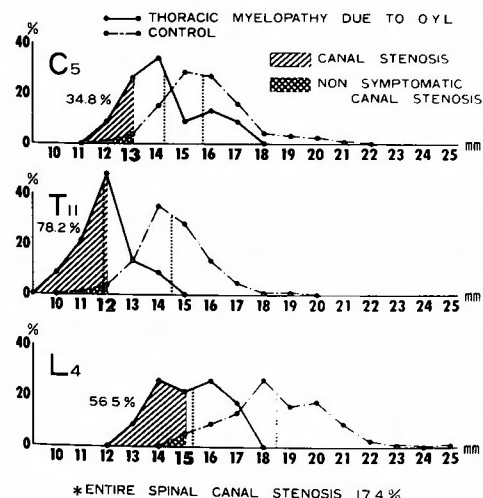 THORACIC MYELOPATHY DUE TO OYL
CONTROL
CANAL STENOSIS
NON SYMPTOMATIC
CANAL STENOSIS
%
40
20
0
C5
34.8%
10 11 12 13 14 15 16 17 18 19 20 21 22 23 24 25 mm
%
40
20
0
T11
78.2%
10 11 12 13 14 15 16 17 18 19 20 21 22 23 24 25 mm
%
40
20
0
L4
56.5%
10 11 12 13 14 15 16 17 18 19 20 21 22 23 24 25 mm
*ENTIRE SPINAL CANAL STENOSIS 17.4%